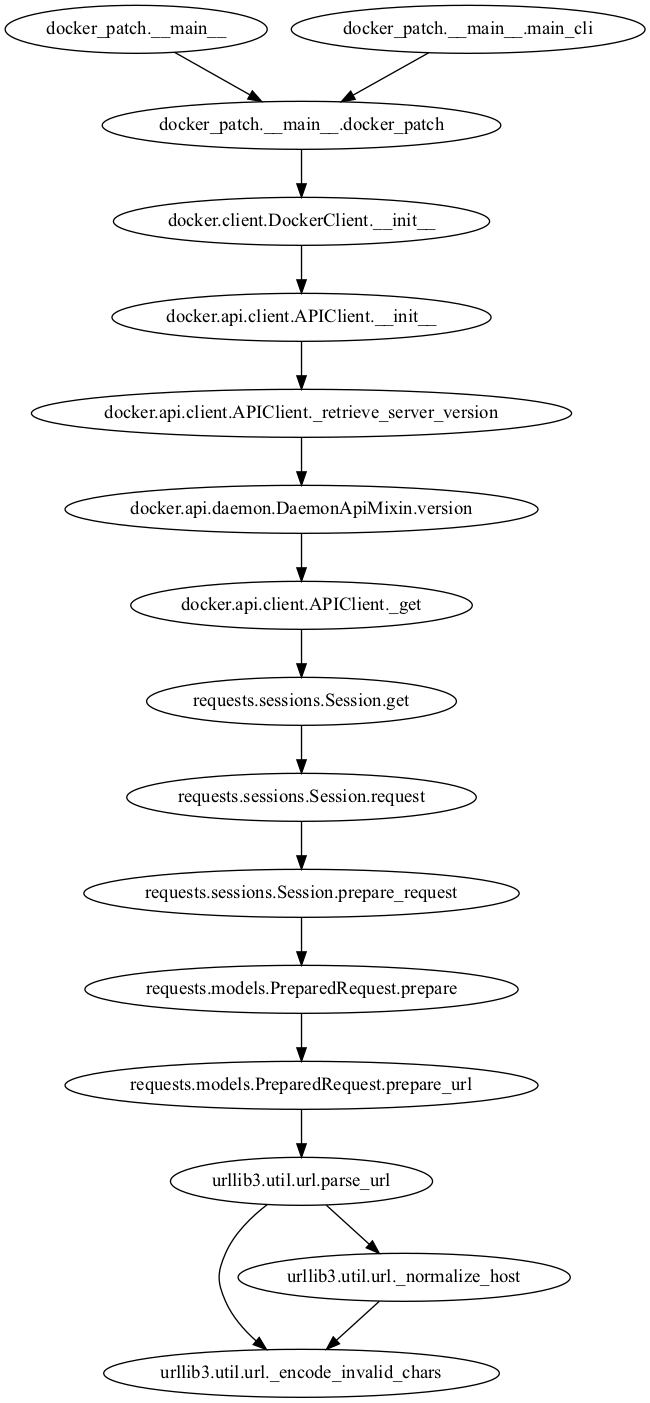 docker_patch.__main__
docker_patch.__main__.main_cli
docker_patch.__main__.docker_patch
docker.client.DockerClient.__init__
docker.api.client.APIClient.__init__
docker.api.client.APIClient._retrieve_server_version
docker.api.daemon.DaemonApiMixin.version
docker.api.client.APIClient._get
requests.sessions.Session.get
requests.sessions.Session.request
requests.sessions.Session.prepare_request
requests.models.PreparedRequest.prepare
requests.models.PreparedRequest.prepare_url
urllib3.util.url.parse_url
urllib3.util.url._normalize_host
urllib3.util.url._encode_invalid_chars